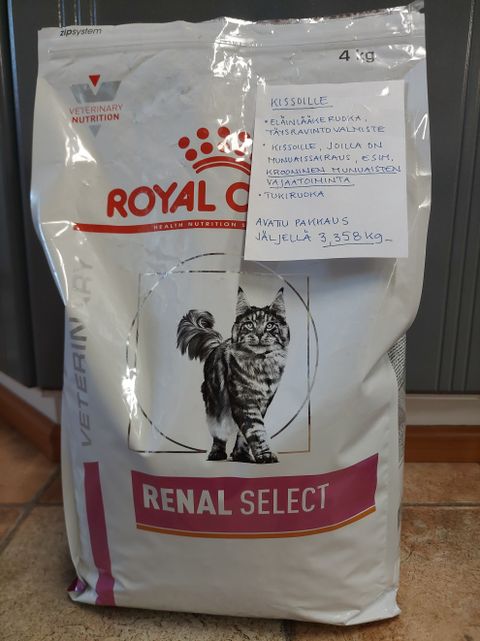 zipsystem
4 kg
VETERINARY
NUTRITION
ROYAL C
HEALTH NUTRITION
KISSOILLE
• ELÄINLÄÄKERUOKA,
TÄYSRAVINTOVALMISTE
• KISSOILLE, JOILLA ON
MUNUAISSAIRAUS, ESIM.
KROONINEN MUNUAISTEN
VAJAATOIMINTA
• TUKIRUOKA
AVATTU PAKKAUS
JÄLJELLÄ 3,358 kg
VETERINARY
RENAL SELECT